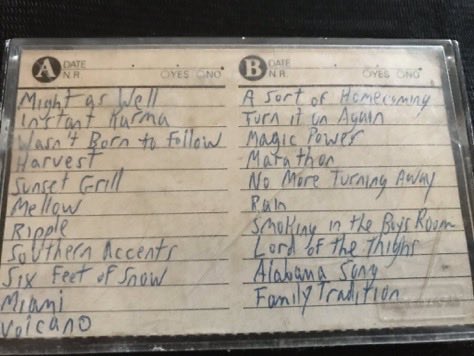 A DATE
N.R. YES NO
Might as Well
Instant Karma
Wasn't Born to Follow
Harvest
Sunset Grill
Mellow
Ripple
Southern Accents
Six Feet of Snow
Miami
Volcano
B DATE
N.R. YES NO
A Sort of Homecoming
Turn it on Again
Magic Power
Marathon
No More Turning Away
Rain
Smoking in the Boys Room
Lord of the Thighs
Alabama Song
Family Tradition